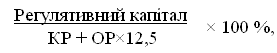 Регулятивний капітал
КР + ОР×12,5
× 100 %,